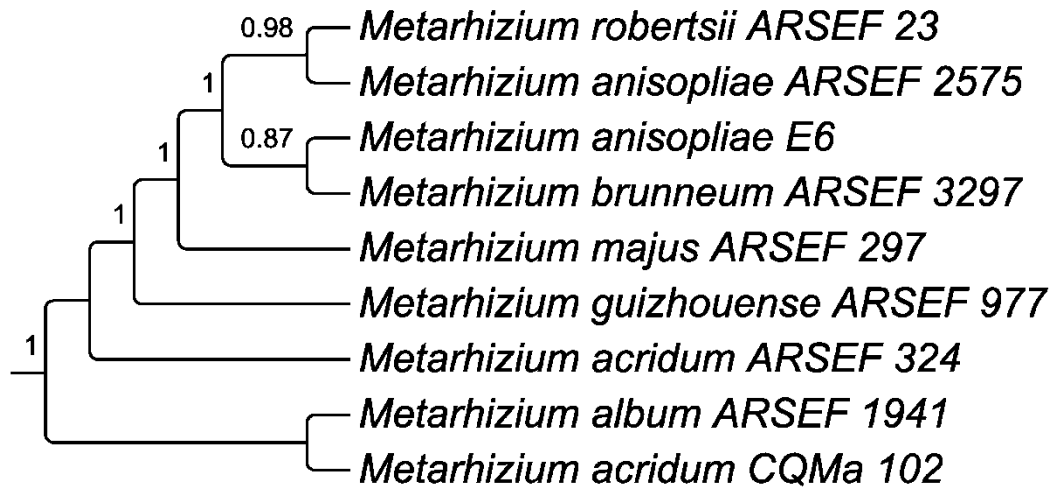 0.98 Metarhizium robertsii ARSEF 23
1 Metarhizium anisopliae ARSEF 2575
0.87 Metarhizium anisopliae E6
1 Metarhizium brunneum ARSEF 3297
1 Metarhizium majus ARSEF 297
Metarhizium guizhouense ARSEF 977
1 Metarhizium acridum ARSEF 324
Metarhizium album ARSEF 1941
Metarhizium acridum CQMa 102